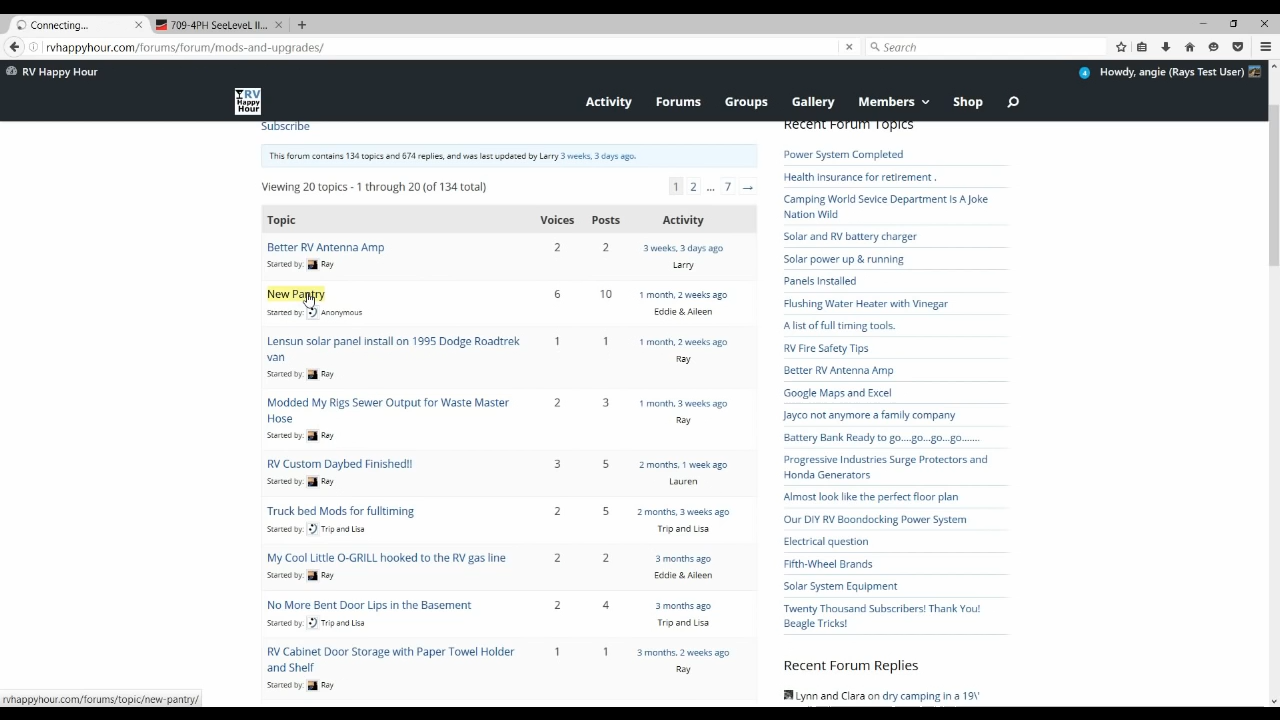 Connecting...
709-4PH SeeLeveL II...
rvhappyhour.com/forums/forum/mods-and-upgrades/
Search
RV Happy Hour
4
Howdy, angie (Rays Test User)
RV
Happy
Hour
Activity
Forums
Groups
Gallery
Members
Shop
Subscribe
This forum contains 134 topics and 674 replies, and was last updated by Larry 3 weeks, 3 days ago.
Viewing 20 topics - 1 through 20 (of 134 total)
1 2 ... 7 →
Topic Voices Posts Activity
Better RV Antenna Amp 2 2 3 weeks, 3 days ago
Started by: Ray Larry
New Pantry 6 10 1 month, 2 weeks ago
Started by: Anonymous Eddie & Aileen
Lensun solar panel install on 1995 Dodge Roadtrek 1 1 1 month, 2 weeks ago
van Ray
Started by: Ray
Modded My Rigs Sewer Output for Waste Master 2 3 1 month, 3 weeks ago
Hose Ray
Started by: Ray
RV Custom Daybed Finished!! 3 5 2 months, 1 week ago
Started by: Ray Lauren
Truck bed Mods for fulltiming 2 5 2 months, 3 weeks ago
Started by: Trip and Lisa Trip and Lisa
My Cool Little O-GRILL hooked to the RV gas line 2 2 3 months ago
Started by: Ray Eddie & Aileen
No More Bent Door Lips in the Basement 2 4 3 months ago
Started by: Trip and Lisa Trip and Lisa
RV Cabinet Door Storage with Paper Towel Holder 1 1 3 months, 2 weeks ago
and Shelf Ray
Started by: Ray
Recent Forum Topics
Power System Completed
Health insurance for retirement .
Camping World Sevice Department Is A Joke
Nation Wild
Solar and RV battery charger
Solar power up & running
Panels Installed
Flushing Water Heater with Vinegar
A list of full timing tools.
RV Fire Safety Tips
Better RV Antenna Amp
Google Maps and Excel
Jayco not anymore a family company
Battery Bank Ready to go....go...go...go.......
Progressive Industries Surge Protectors and
Honda Generators
Almost look like the perfect floor plan
Our DIY RV Boondocking Power System
Electrical question
Fifth-Wheel Brands
Solar System Equipment
Twenty Thousand Subscribers! Thank You!
Beagle Tricks!
Recent Forum Replies
Lynn and Clara on dry camping in a 19\'
rvhappyhour.com/forums/topic/new-pantry/